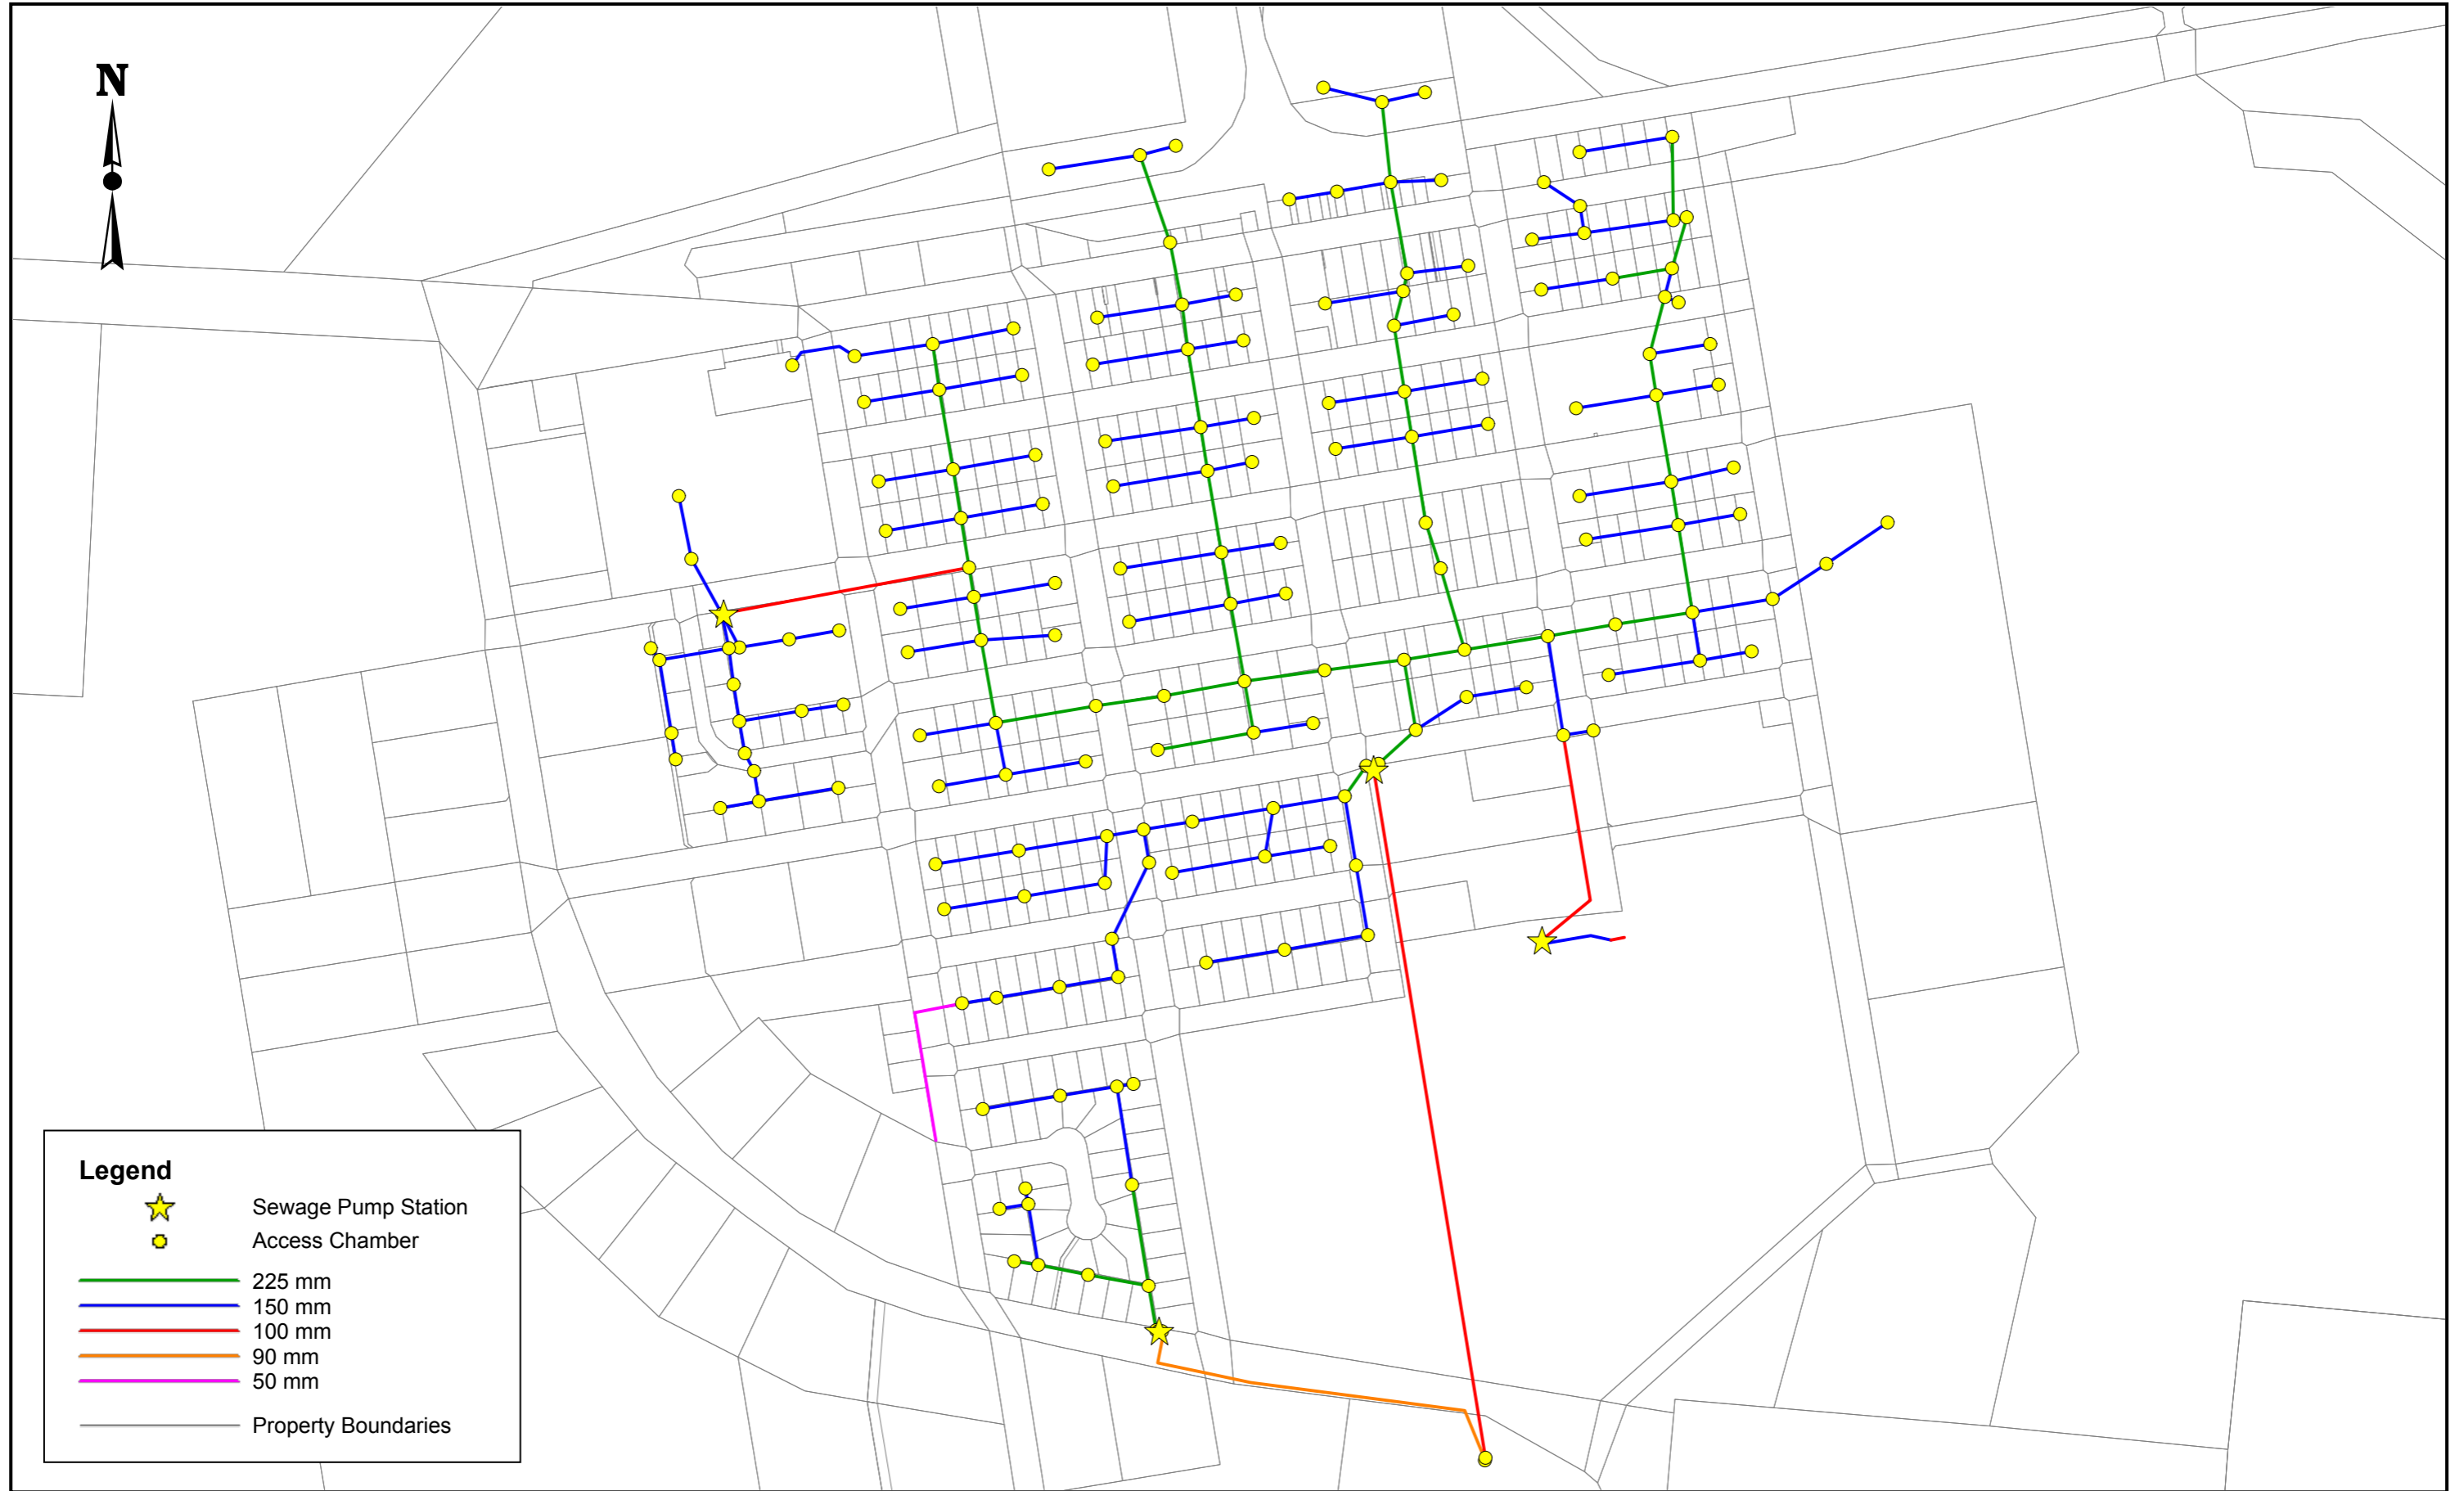 N
Legend
Sewage Pump Station
Access Chamber
225 mm
150 mm
100 mm
90 mm
50 mm
Property Boundaries